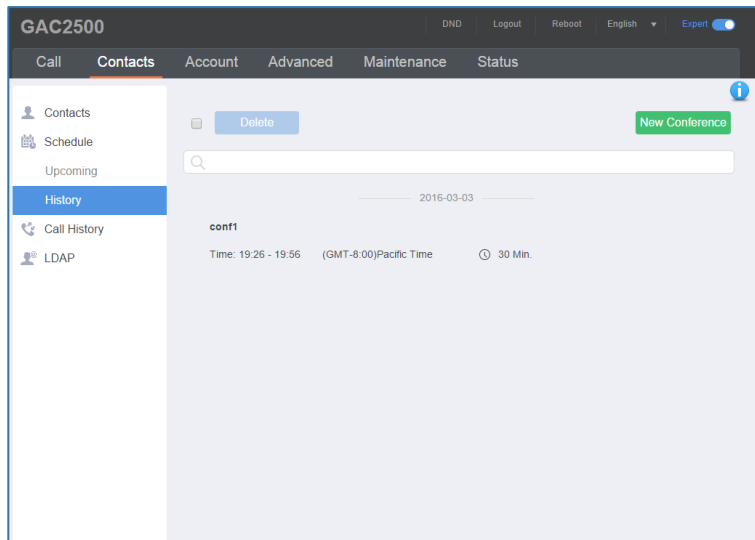 GAC2500
DND Logout Reboot English Expert
Call Contacts Account Advanced Maintenance Status
Contacts
Schedule
Upcoming
History
Call History
LDAP
Delete New Conference
2016-03-03
conf1
Time: 19:26 - 19:56 (GMT-8:00)Pacific Time 30 Min.